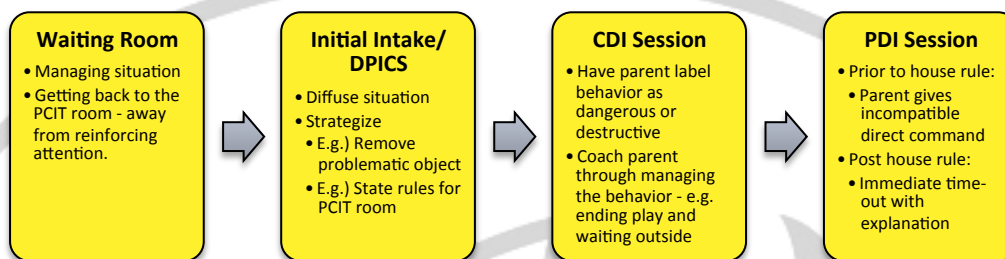 Waiting Room
• Managing situation
• Getting back to the
PCIT room - away
from reinforcing
attention.
Initial Intake/
DPICS
• Diffuse situation
• Strategize
• E.g.) Remove
problematic object
• E.g.) State rules for
PCIT room
CDI Session
• Have parent label
behavior as
dangerous or
destructive
• Coach parent
through managing
the behavior - e.g.
ending play and
waiting outside
PDI Session
• Prior to house rule:
• Parent gives
incompatible
direct command
• Post house rule:
• Immediate time-
out with
explanation